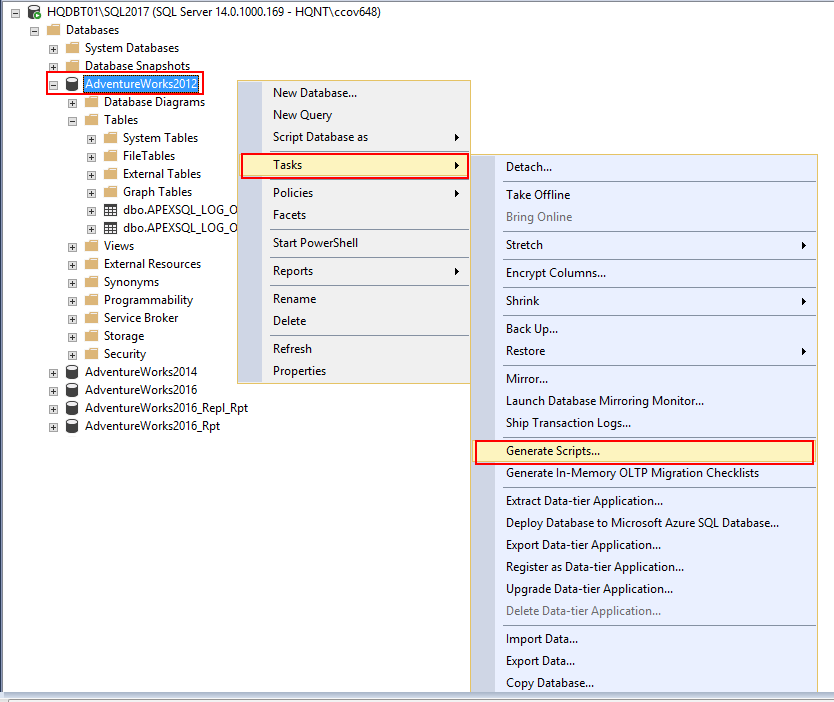 HQDBT01\SQL2017 (SQL Server 14.0.1000.169 - HQNT\ccov648)
Databases
System Databases
Database Snapshots
AdventureWorks2012
Database Diagrams
Tables
System Tables
FileTables
External Tables
Graph Tables
dbo.APEXSQL_LOG_O
dbo.APEXSQL_LOG_O
Views
External Resources
Synonyms
Programmability
Service Broker
Storage
Security
AdventureWorks2014
AdventureWorks2016
AdventureWorks2016_Repl_Rpt
AdventureWorks2016_Rpt
New Database...
New Query
Script Database as
Tasks
Policies
Facets
Start PowerShell
Reports
Rename
Delete
Refresh
Properties
Detach...
Take Offline
Bring Online
Stretch
Encrypt Columns...
Shrink
Back Up...
Restore
Mirror...
Launch Database Mirroring Monitor...
Ship Transaction Logs...
Generate Scripts...
Generate In-Memory OLTP Migration Checklists
Extract Data-tier Application...
Deploy Database to Microsoft Azure SQL Database...
Export Data-tier Application...
Register as Data-tier Application...
Upgrade Data-tier Application...
Delete Data-tier Application...
Import Data...
Export Data...
Copy Database...